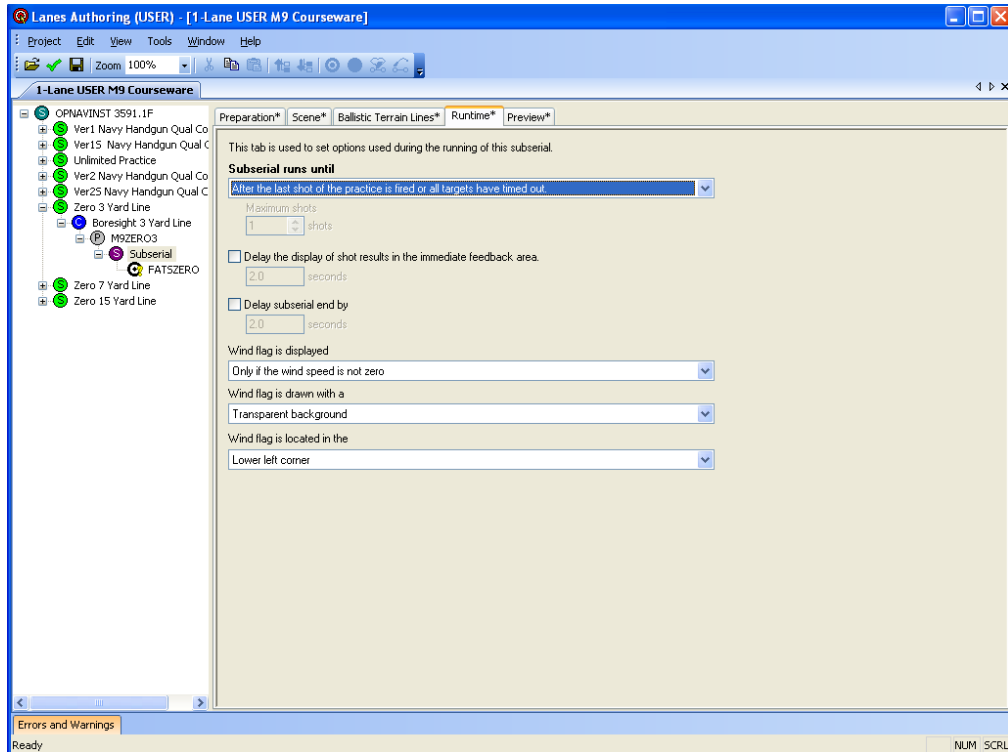 Lanes Authoring (USER) - [1-Lane USER M9 Courseware]
Project Edit View Tools Window Help
Zoom 100%
1-Lane USER M9 Courseware
OPNAVINST 3591.1F
Ver1 Navy Handgun Qual Co
Ver1S Navy Handgun Qual C
Unlimited Practice
Ver2 Navy Handgun Qual Co
Ver2S Navy Handgun Qual C
Zero 3 Yard Line
Boresight 3 Yard Line
M9ZERO3
Subserial
FATSZERO
Zero 7 Yard Line
Zero 15 Yard Line
Preparation* Scene* Ballistic Terrain Lines* Runtime* Preview*
This tab is used to set options used during the running of this subserial.
Subserial runs until
After the last shot of the practice is fired or all targets have timed out.
Maximum shots
1 shots
Delay the display of shot results in the immediate feedback area.
2.0 seconds
Delay subserial end by
2.0 seconds
Wind flag is displayed
Only if the wind speed is not zero
Wind flag is drawn with a
Transparent background
Wind flag is located in the
Lower left corner
Errors and Warnings
Ready NUM SCRL